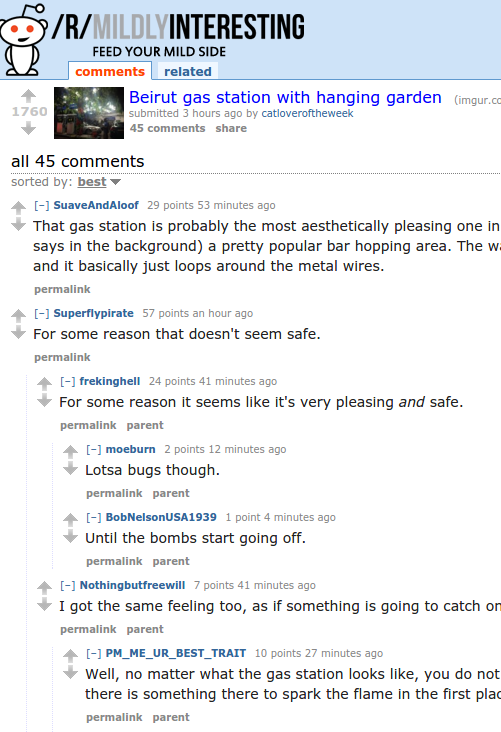 /R/MILDLYINTERESTING
FEED YOUR MILD SIDE
comments related
1760
Beirut gas station with hanging garden (imgur.co
submitted 3 hours ago by catloveroftheweek
45 comments share
all 45 comments
sorted by: best
[–] SuaveAndAloof 29 points 53 minutes ago
That gas station is probably the most aesthetically pleasing one in
says in the background) a pretty popular bar hopping area. The wa
and it basically just loops around the metal wires.
permalink
[–] Superflypirate 57 points an hour ago
For some reason that doesn't seem safe.
permalink
[–] frekinghell 24 points 41 minutes ago
For some reason it seems like it's very pleasing and safe.
permalink parent
[–] moeburn 2 points 12 minutes ago
Lotsa bugs though.
permalink parent
[–] BobNelsonUSA1939 1 point 4 minutes ago
Until the bombs start going off.
permalink parent
[–] Nothingbutfreewill 7 points 41 minutes ago
I got the same feeling too, as if something is going to catch on
permalink parent
[–] PM_ME_UR_BEST_TRAIT 10 points 27 minutes ago
Well, no matter what the gas station looks like, you do not
there is something there to spark the flame in the first plac
permalink parent